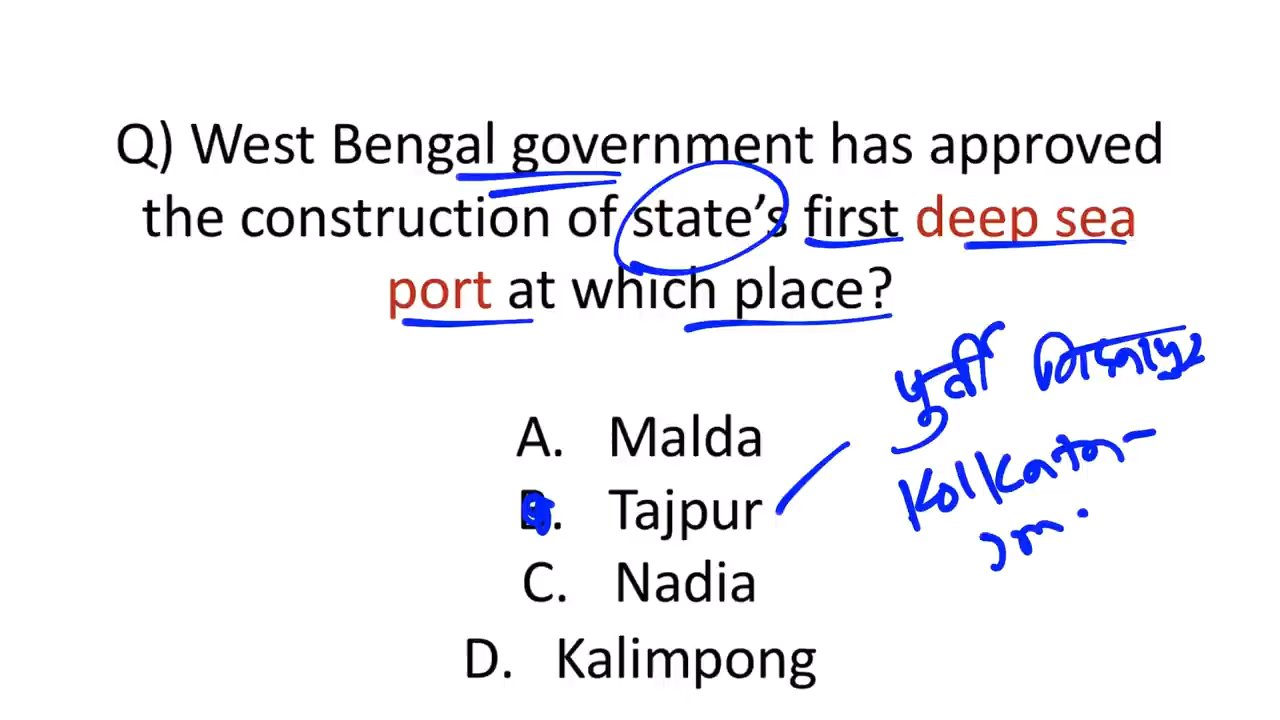 Q) West Bengal government has approved
the construction of state's first deep sea
port at which place?
A. Malda
B. Tajpur
C. Nadia
D. Kalimpong
Kolkata -